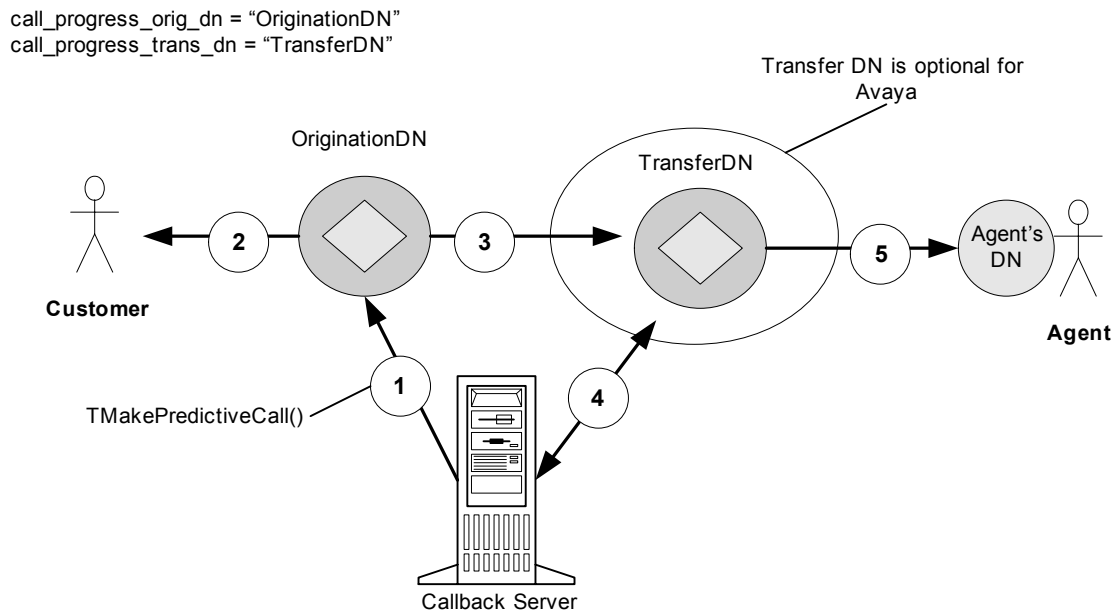 call_progress_orig_dn = “OriginationDN”
call_progress_trans_dn = “TransferDN”
Transfer DN is optional for
Avaya
OriginationDN
TransferDN
2
3
5
Agent’s
DN
Customer
Agent
1
4
TMakePredictiveCall()
Callback Server